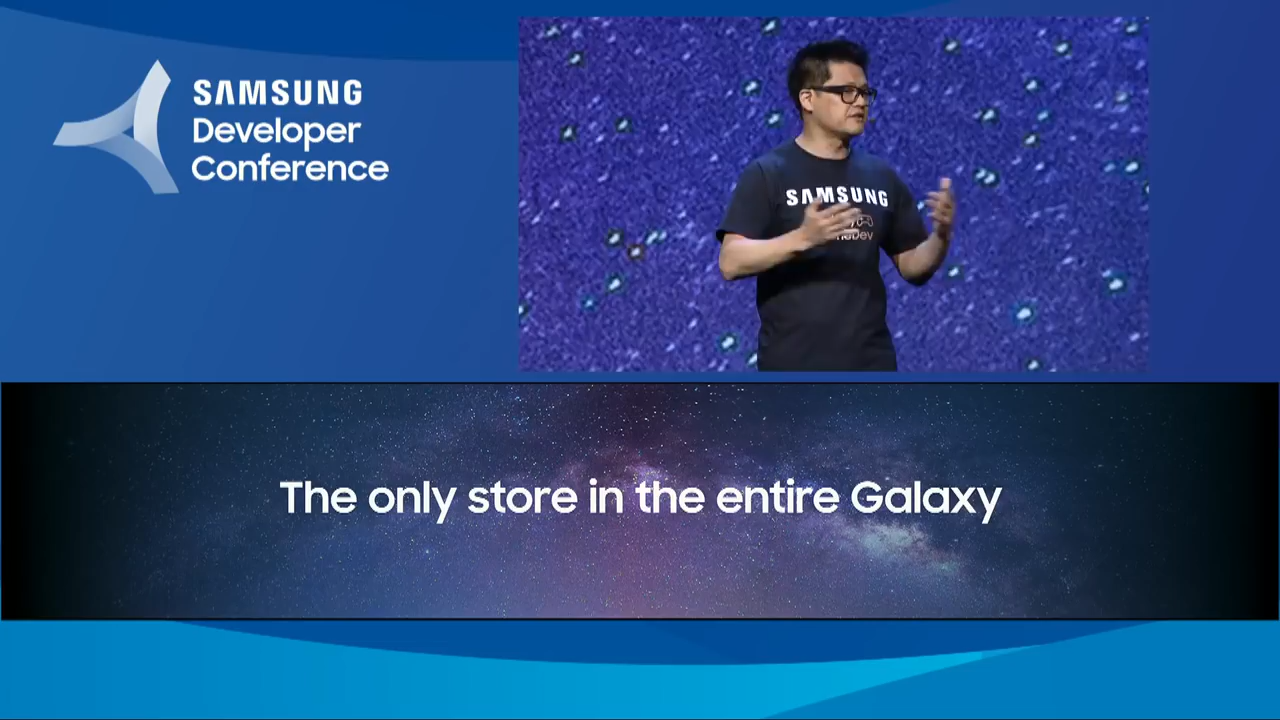 SAMSUNG
Developer
Conference
SAMSUNG
The only store in the entire Galaxy